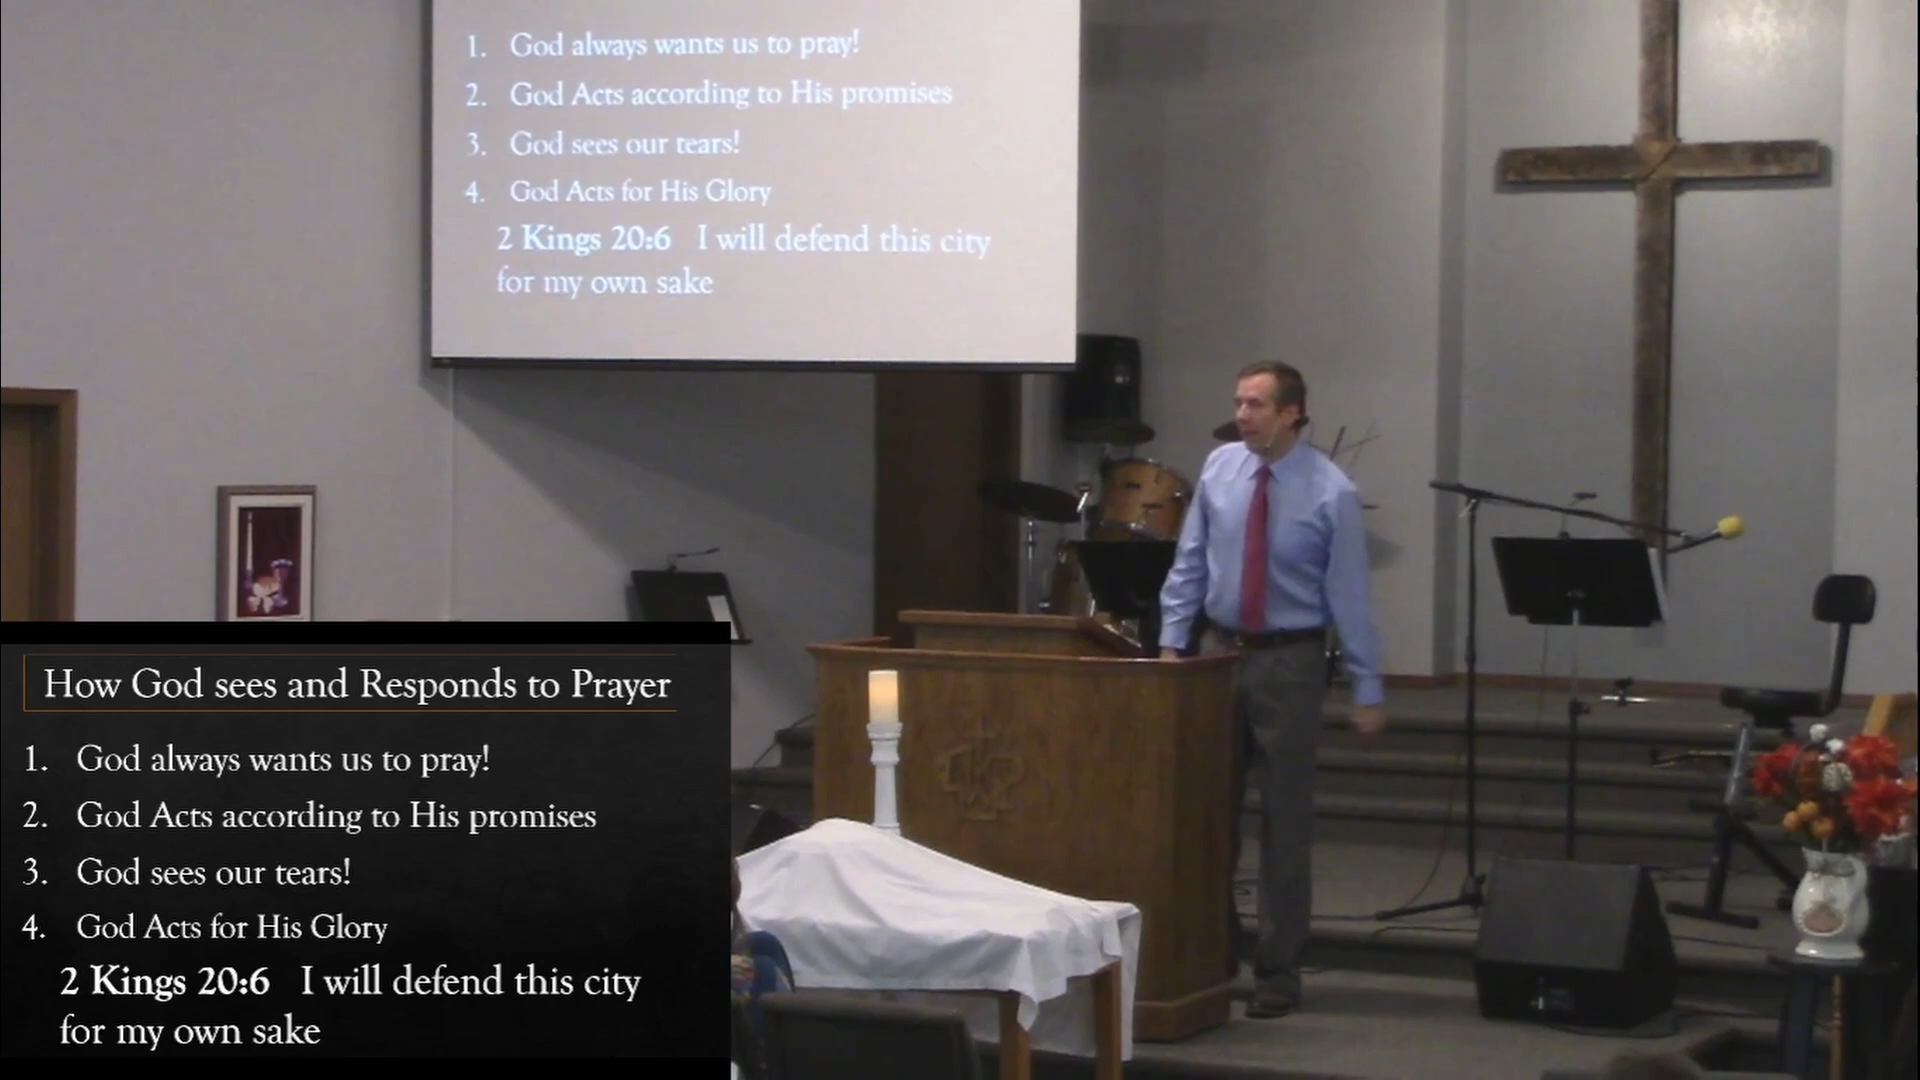 1. God always wants us to pray!
2. God Acts according to His promises
3. God sees our tears!
4. God Acts for His Glory
2 Kings 20:6 I will defend this city
for my own sake
How God sees and Responds to Prayer
1. God always wants us to pray!
2. God Acts according to His promises
3. God sees our tears!
4. God Acts for His Glory
2 Kings 20:6 I will defend this city
for my own sake